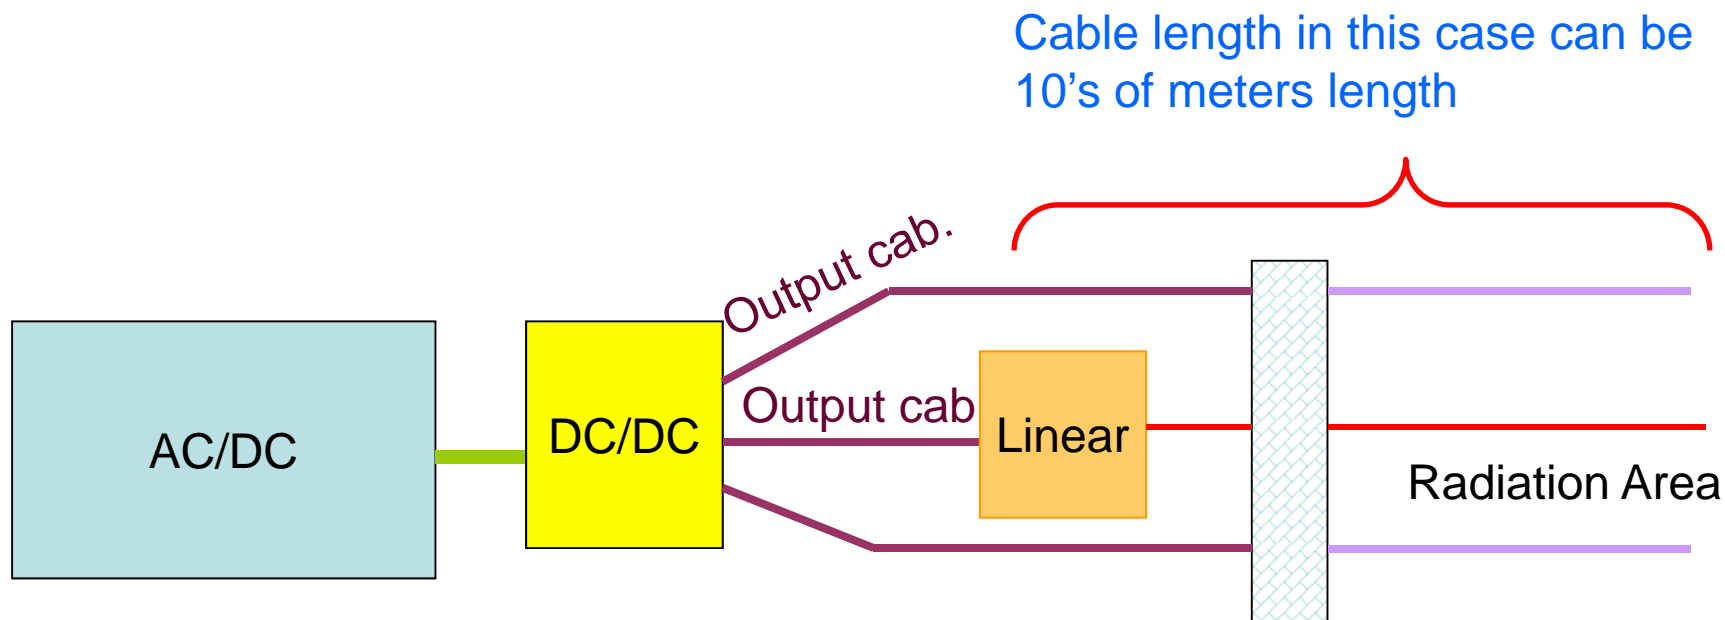 Cable length in this case can be
10’s of meters length
Output cab.
Output cab
AC/DC
DC/DC
Linear
Radiation Area